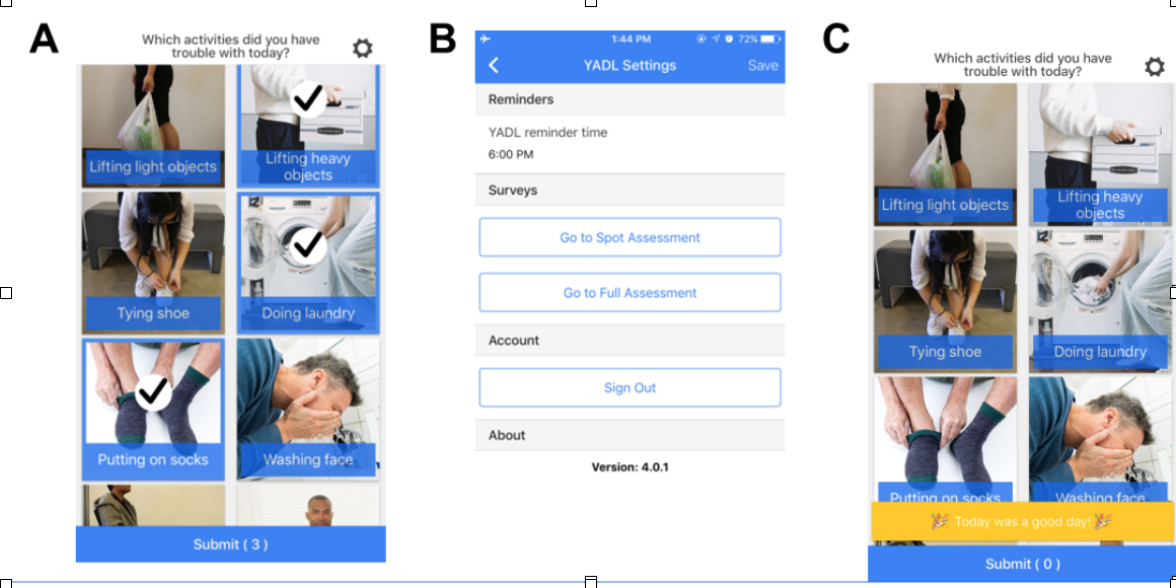 A
Which activities did you have
trouble with today?
Lifting light objects
Lifting heavy
objects
Tying shoe
Doing laundry
Putting on socks
Washing face
Submit ( 3 )
B
1:44 PM
72%
YADL Settings
Save
Reminders
YADL reminder time
6:00 PM
Surveys
Go to Spot Assessment
Go to Full Assessment
Account
Sign Out
About
Version: 4.0.1
C
Which activities did you have
trouble with today?
Lifting light objects
Lifting heavy
objects
Tying shoe
Doing laundry
Putting on socks
Washing face
🎉 Today was a good day! 🎉
Submit ( 0 )